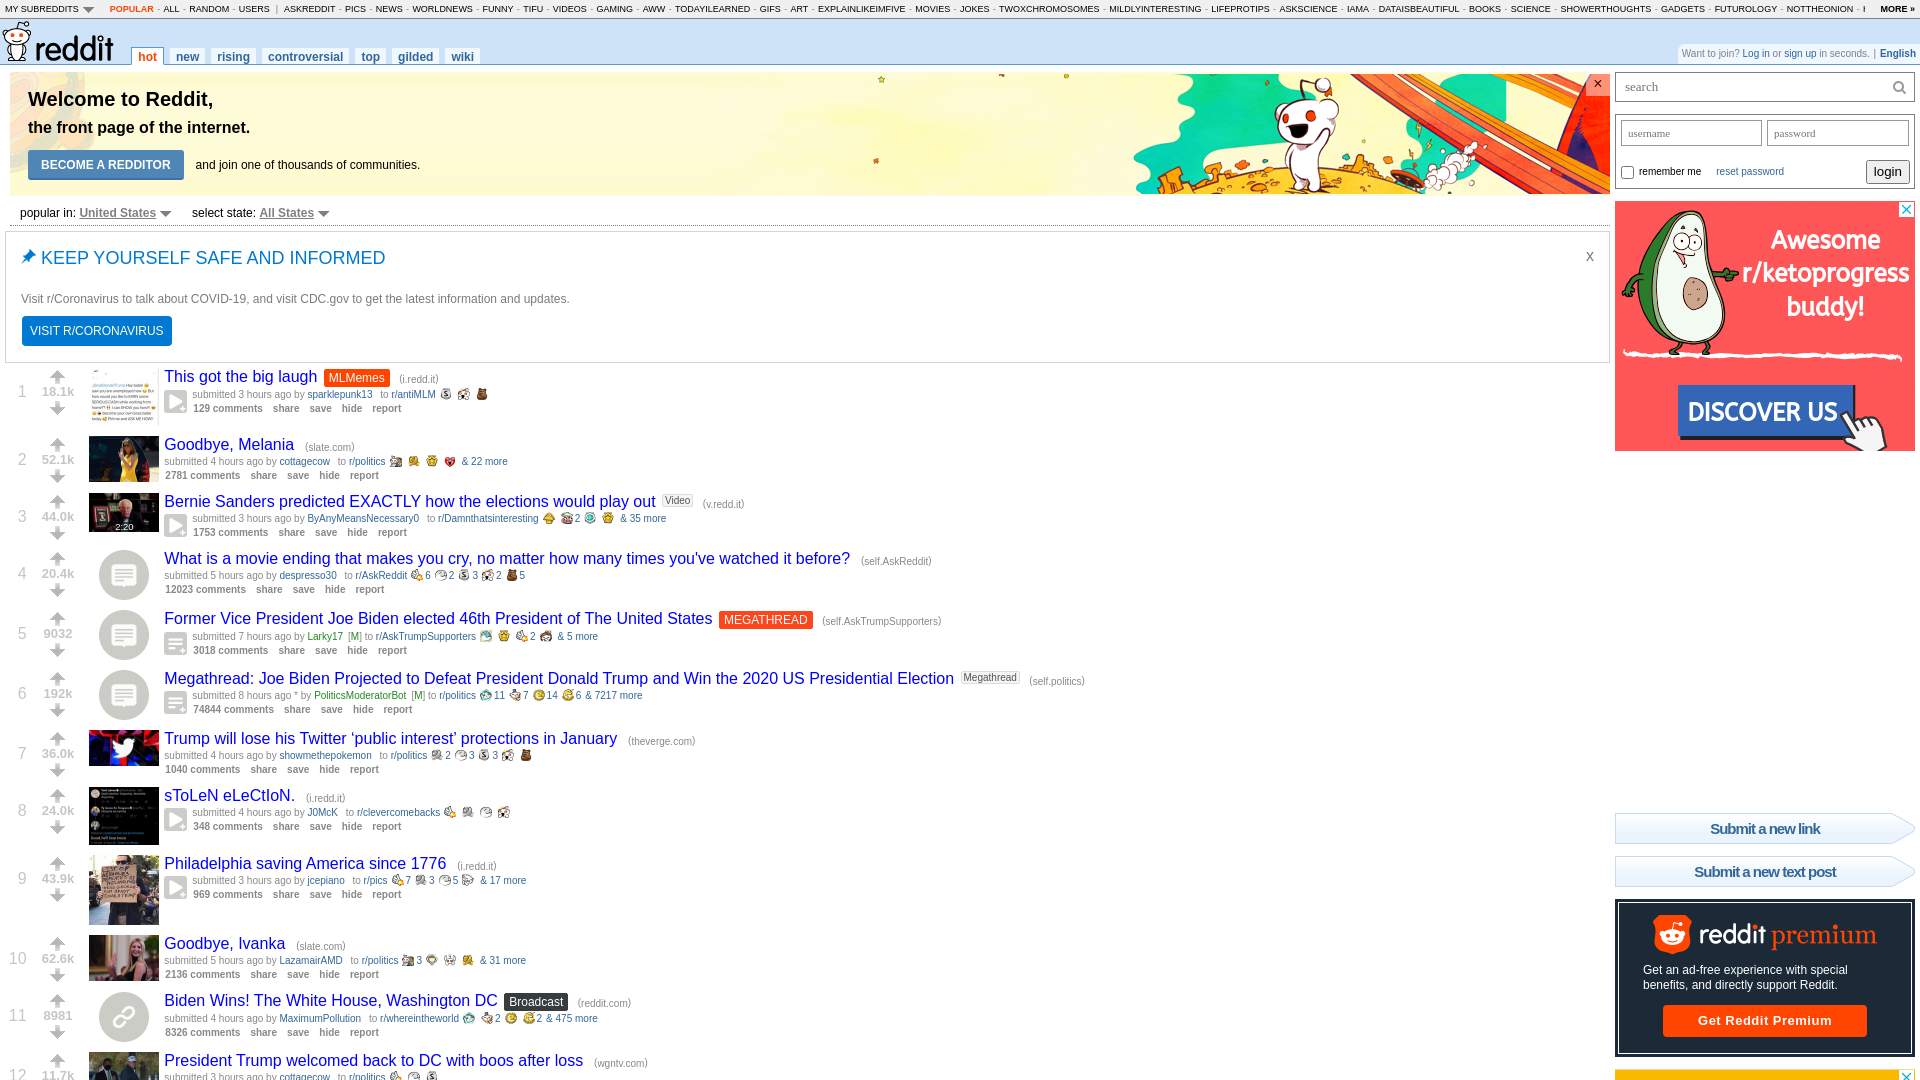 MY SUBREDDITS POPULAR - ALL - RANDOM - USERS | ASKREDDIT - PICS - NEWS - WORLDNEWS - FUNNY - TIFU - VIDEOS - GAMING - AWW - TODAYILEARNED - GIFS - ART - EXPLAINLIKEIMFIVE - MOVIES - JOKES - TWOXCHROMOSOMES - MILDLYINTERESTING - LIFEPROTIPS - ASKSCIENCE - IAMA - DATAISBEAUTIFUL - BOOKS - SCIENCE - SHOWERTHOUGHTS - GADGETS - FUTUROLOGY - NOTTHEONION - MORE »
reddit hot new rising controversial top gilded wiki
Want to join? Log in or sign up in seconds. | English
Welcome to Reddit,
the front page of the internet.
BECOME A REDDITOR and join one of thousands of communities.
×
search
username password
remember me reset password login
popular in: United States select state: All States
KEEP YOURSELF SAFE AND INFORMED
x
Visit r/Coronavirus to talk about COVID-19, and visit CDC.gov to get the latest information and updates.
VISIT R/CORONAVIRUS
Awesome
r/ketoprogress
buddy!
DISCOVER US
1 18.1k
This got the big laugh MLMemes (i.redd.it)
submitted 3 hours ago by sparklepunk13 to r/antiMLM
129 comments share save hide report
2 52.1k
Goodbye, Melania (slate.com)
submitted 4 hours ago by cottagecow to r/politics & 22 more
2781 comments share save hide report
3 44.0k
2:20
Bernie Sanders predicted EXACTLY how the elections would play out Video (v.redd.it)
submitted 3 hours ago by ByAnyMeansNecessary0 to r/Damnthatsinteresting 2 & 35 more
1753 comments share save hide report
4 20.4k
What is a movie ending that makes you cry, no matter how many times you've watched it before? (self.AskReddit)
submitted 5 hours ago by despresso30 to r/AskReddit 6 2 3 2 5
12023 comments share save hide report
5 9032
Former Vice President Joe Biden elected 46th President of The United States MEGATHREAD (self.AskTrumpSupporters)
submitted 7 hours ago by Larky17 [M] to r/AskTrumpSupporters 2 & 5 more
3018 comments share save hide report
6 192k
Megathread: Joe Biden Projected to Defeat President Donald Trump and Win the 2020 US Presidential Election Megathread (self.politics)
submitted 8 hours ago * by PoliticsModeratorBot [M] to r/politics 11 7 14 6 & 7217 more
74844 comments share save hide report
7 36.0k
Trump will lose his Twitter ‘public interest’ protections in January (theverge.com)
submitted 4 hours ago by showmethepokemon to r/politics 2 3 3
1040 comments share save hide report
8 24.0k
sToLeN eLeCtIoN. (i.redd.it)
submitted 4 hours ago by J0McK to r/clevercomebacks
348 comments share save hide report
9 43.9k
Philadelphia saving America since 1776 (i.redd.it)
submitted 3 hours ago by jcepiano to r/pics 7 3 5 & 17 more
969 comments share save hide report
10 62.6k
Goodbye, Ivanka (slate.com)
submitted 5 hours ago by LazamairAMD to r/politics 3 & 31 more
2136 comments share save hide report
11 8981
Biden Wins! The White House, Washington DC Broadcast (reddit.com)
submitted 4 hours ago by MaximumPollution to r/whereintheworld 2 2 & 475 more
8326 comments share save hide report
12 11.7k
President Trump welcomed back to DC with boos after loss (wgntv.com)
submitted 3 hours ago by cottagecow to r/politics
Submit a new link
Submit a new text post
reddit premium
Get an ad-free experience with special
benefits, and directly support Reddit.
Get Reddit Premium